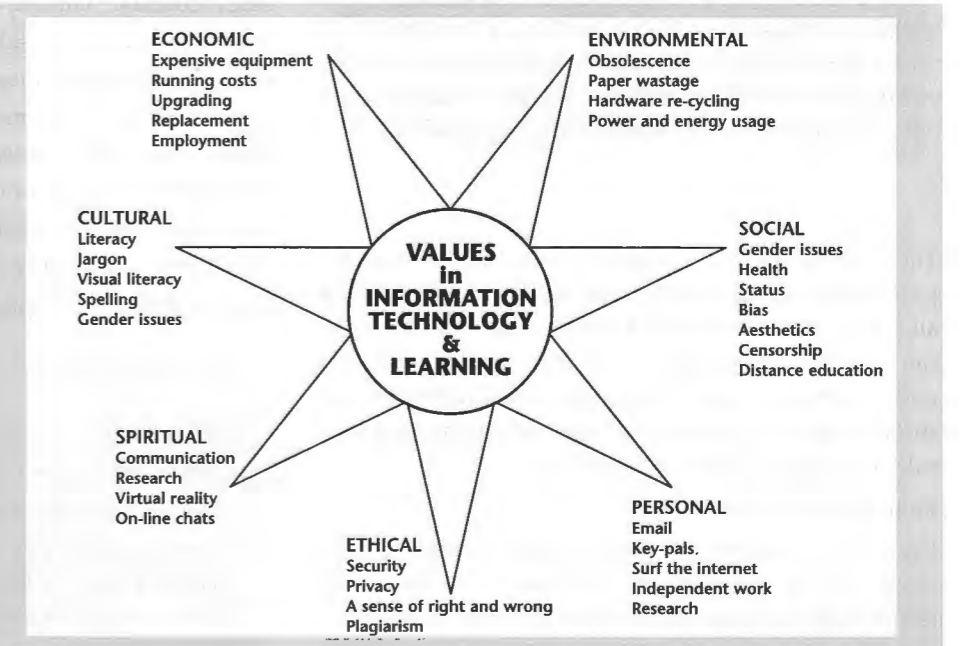 ECONOMIC
Expensive equipment
Running costs
Upgrading
Replacement
Employment
ENVIRONMENTAL
Obsolescence
Paper wastage
Hardware re-cycling
Power and energy usage
CULTURAL
Literacy
Jargon
Visual literacy
Spelling
Gender issues
VALUES
in
INFORMATION
TECHNOLOGY
&
LEARNING
SOCIAL
Gender issues
Health
Status
Bias
Aesthetics
Censorship
Distance education
SPIRITUAL
Communication
Research
Virtual reality
On-line chats
ETHICAL
Security
Privacy
A sense of right and wrong
Plagiarism
PERSONAL
Email
Key-pals.
Surf the internet
Independent work
Research